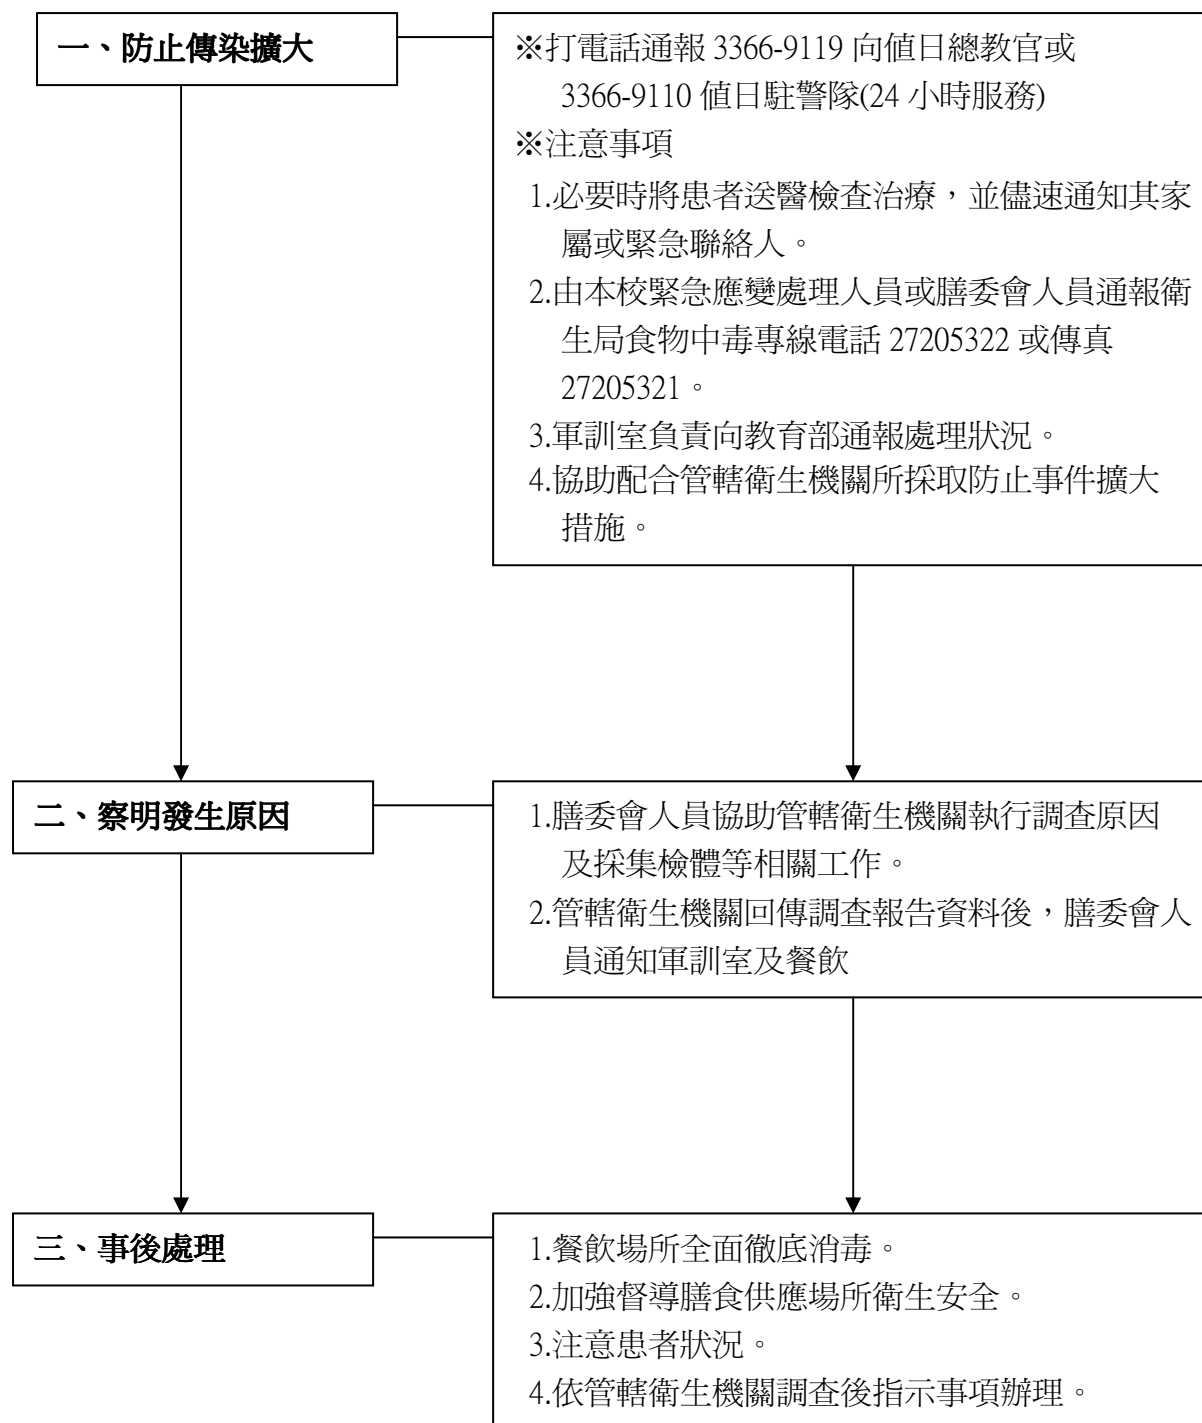 一、防止傳染擴大
※打電話通報 3366-9119 向值日總教官或
3366-9110 值日駐警隊(24 小時服務)
※注意事項
1.必要時將患者送醫檢查治療，並儘速通知其家
屬或緊急聯絡人。
2.由本校緊急應變處理人員或膳委會人員通報衛
生局食物中毒專線電話 27205322 或傳真
27205321。
3.軍訓室負責向教育部通報處理狀況。
4.協助配合管轄衛生機關所採取防止事件擴大
措施。
二、察明發生原因
1.膳委會人員協助管轄衛生機關執行調查原因
及採集檢體等相關工作。
2.管轄衛生機關回傳調查報告資料後，膳委會人
員通知軍訓室及餐飲
三、事後處理
1.餐飲場所全面徹底消毒。
2.加強督導膳食供應場所衛生安全。
3.注意患者狀況。
4.依管轄衛生機關調查後指示事項辦理。